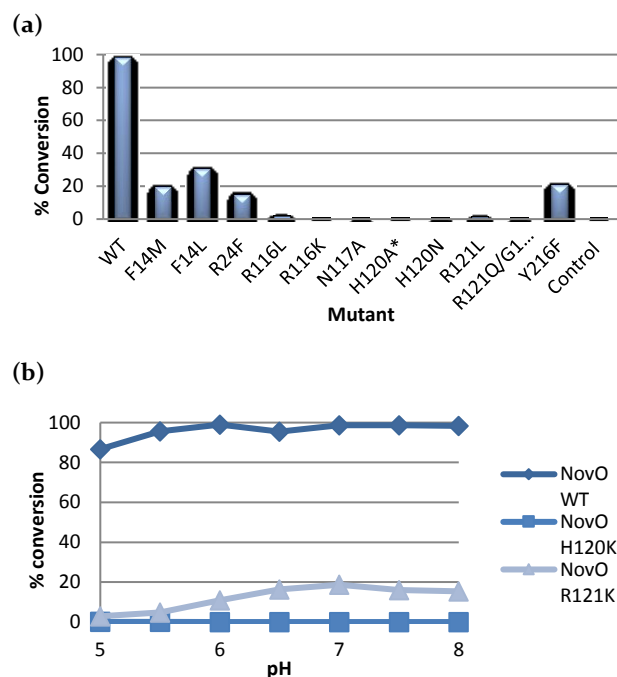 (a)
% Conversion
100
80
60
40
20
0
WT
F14M
F14L
R24F
R116L
R116K
N117A
H120A*
H120N
R121L
R121Q/G1...
Y216F
Control
Mutant
(b)
% conversion
100
80
60
40
20
0
5
6
7
8
pH
NovO
WT
NovO
H120K
NovO
R121K